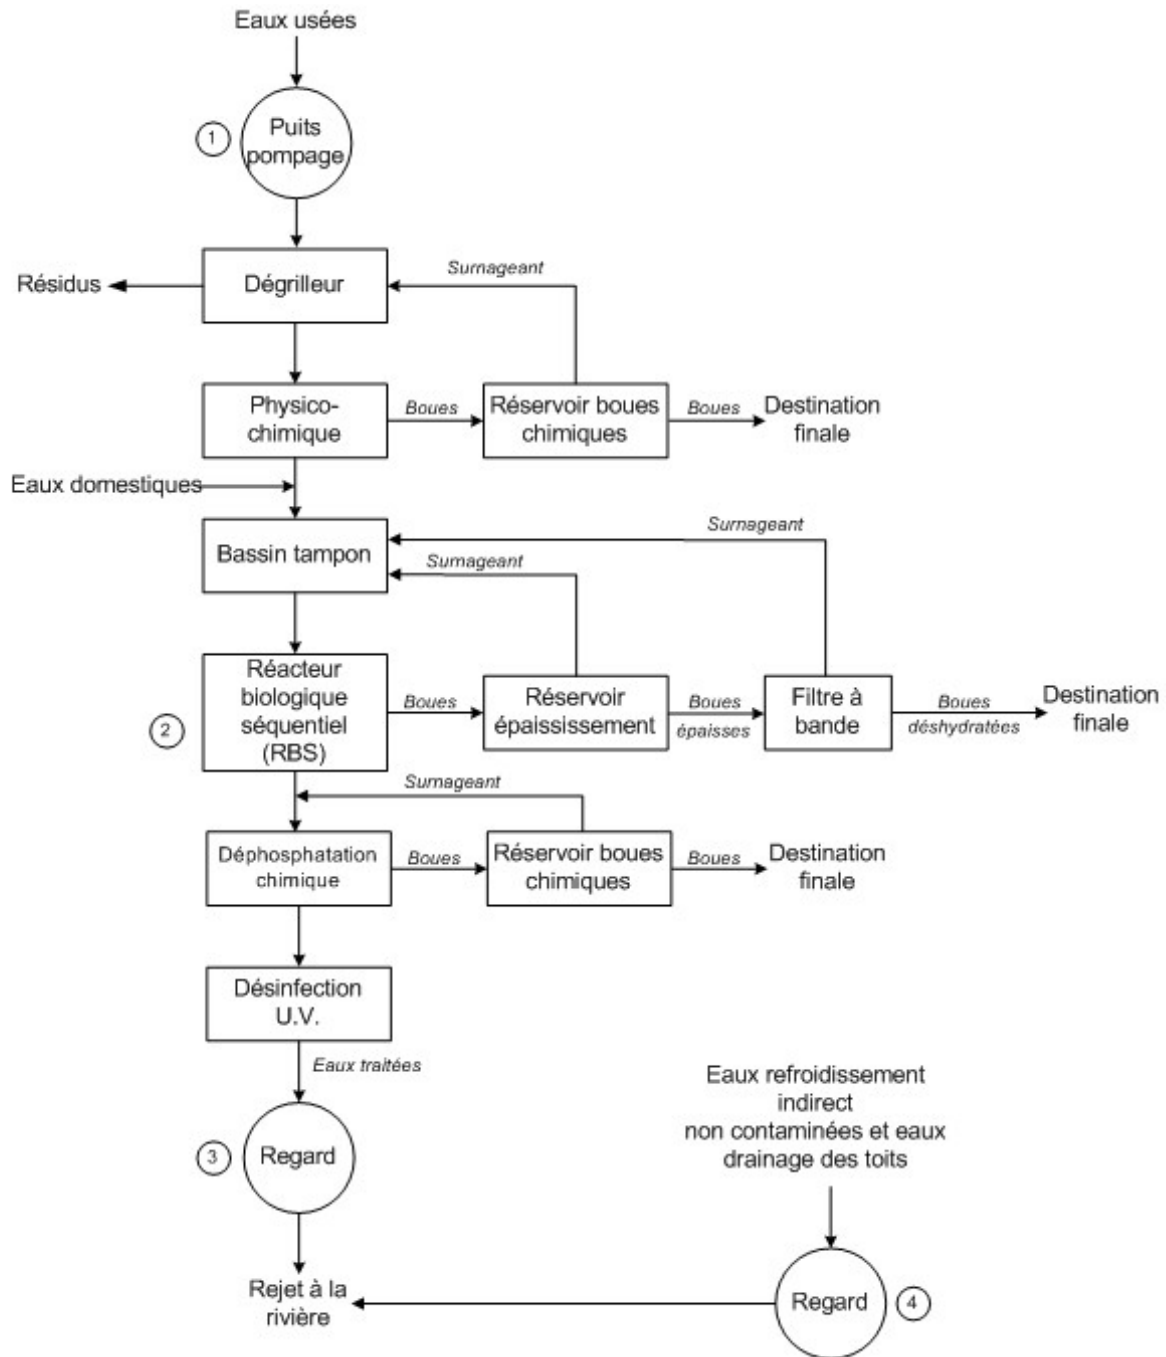 Eaux usées
1
Puits
pompage
Résidus
Dégrilleur
Surnageant
Physico-
chimique
Boues
Réservoir boues
chimiques
Boues
Destination
finale
Eaux domestiques
Bassin tampon
Surnageant
Surnageant
2
Réacteur
biologique
séquentiel
(RBS)
Boues
Réservoir
épaississement
Boues
épaisses
Filtre à
bande
Boues
déshydratées
Destination
finale
Surnageant
Déphosphatation
chimique
Boues
Réservoir boues
chimiques
Boues
Destination
finale
Désinfection
U.V.
Eaux traitées
3
Regard
Eaux refroidissement
indirect
non contaminées et eaux
drainage des toits
Rejet à la
rivière
Regard
4